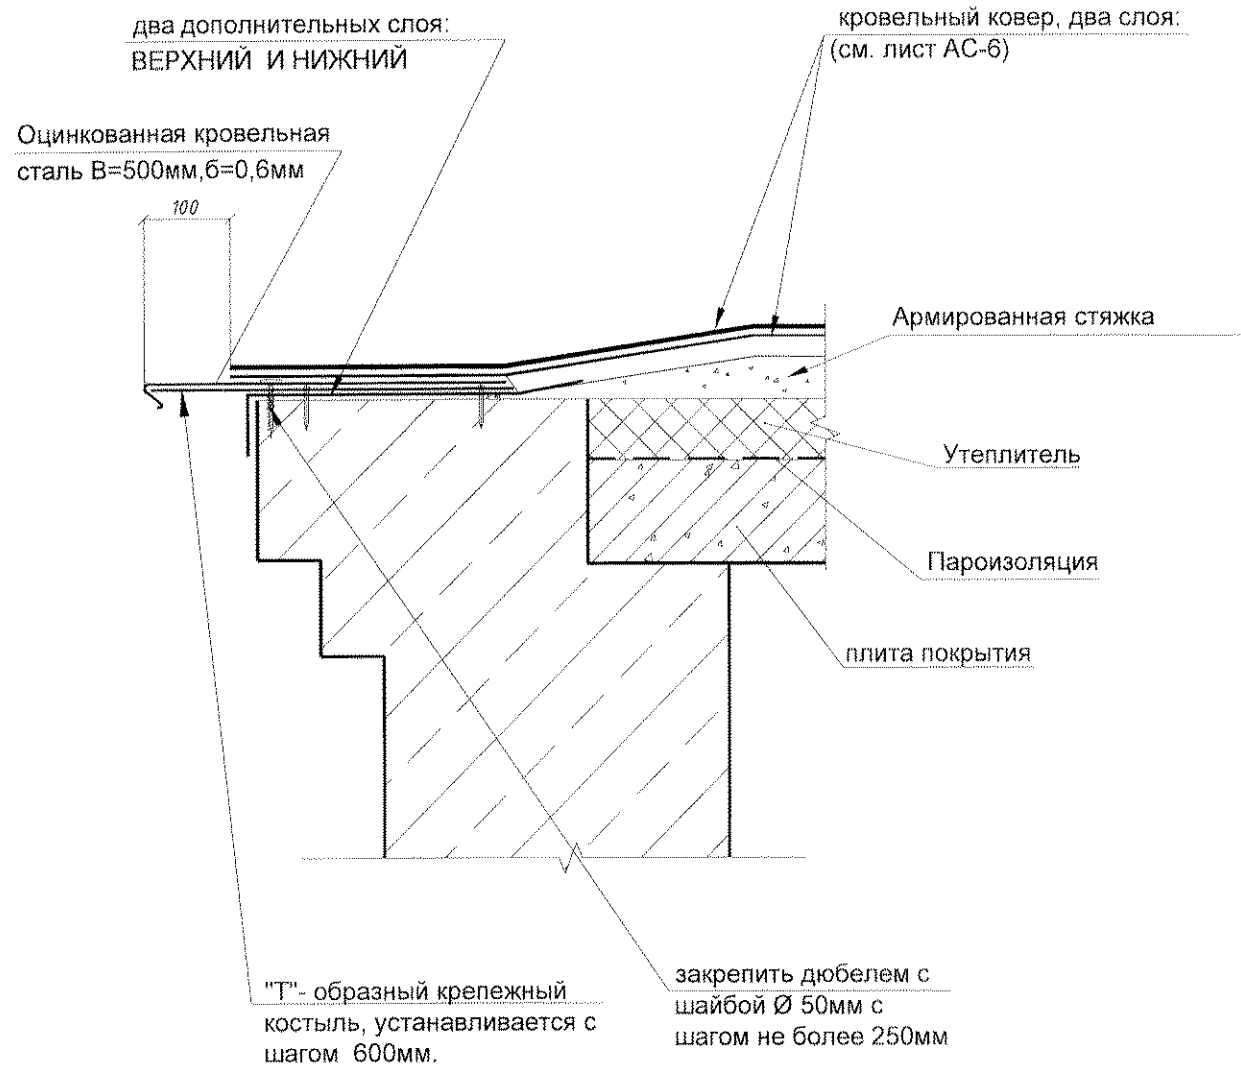 два дополнительных слоя:
ВЕРХНИЙ И НИЖНИЙ
кровельный ковер, два слоя:
(см. лист АС-6)
Оцинкованная кровельная
сталь В=500мм,б=0,6мм
100
Армированная стяжка
Утеплитель
Пароизоляция
плита покрытия
"Т"- образный крепежный
костыль, устанавливается с
шагом 600мм.
закрепить дюбелем с
шайбой Ø 50мм с
шагом не более 250мм